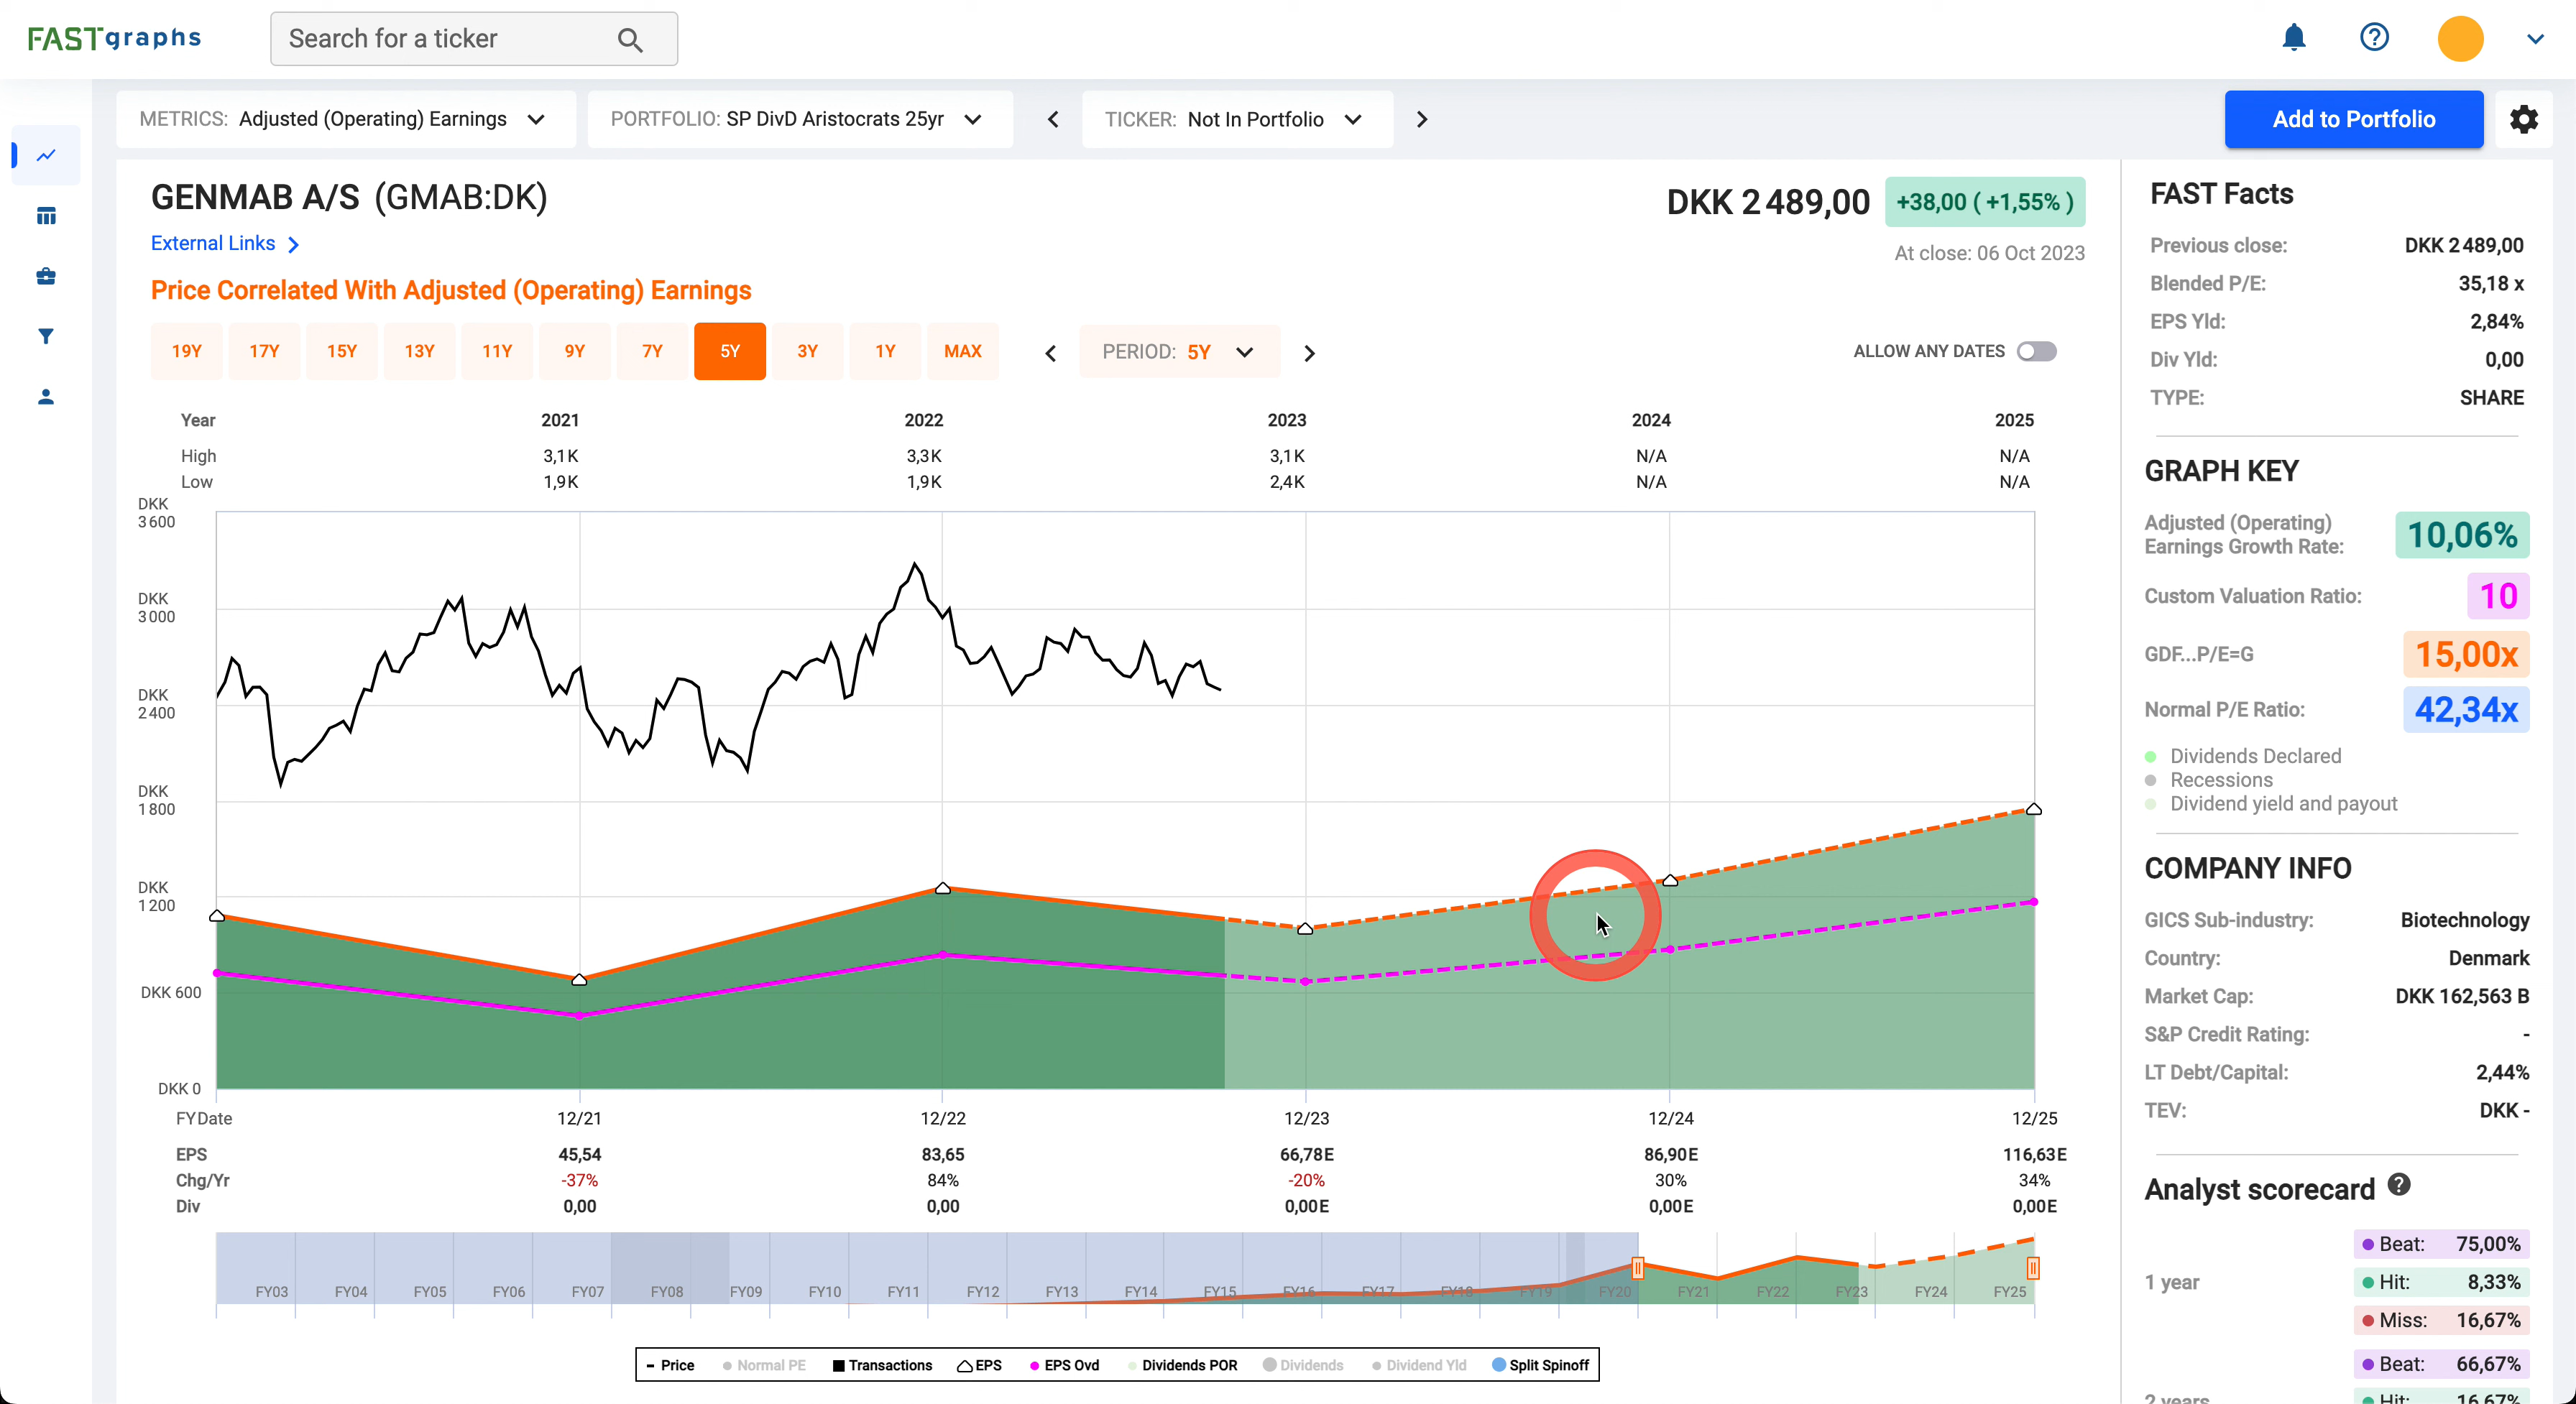 FASTgraphs
Search for a ticker
METRICS: Adjusted (Operating) Earnings
PORTFOLIO: SP DivD Aristocrats 25yr
TICKER: Not In Portfolio
Add to Portfolio
GENMAB A/S (GMAB:DK)
DKK 2 489,00
+38,00 ( +1,55% )
External Links
At close: 06 Oct 2023
Price Correlated With Adjusted (Operating) Earnings
19Y 17Y 15Y 13Y 11Y 9Y 7Y 5Y 3Y 1Y MAX
PERIOD: 5Y
ALLOW ANY DATES
Year 2021 2022 2023 2024 2025
High 3,1K 3,3K 3,1K N/A N/A
Low 1,9K 1,9K 2,4K N/A N/A
DKK
3 600
DKK
3 000
DKK
2 400
DKK
1 800
DKK
1 200
DKK 600
DKK 0
FY Date 12/21 12/22 12/23 12/24 12/25
EPS 45,54 83,65 66,78E 86,90E 116,63E
Chg/Yr -37% 84% -20% 30% 34%
Div 0,00 0,00 0,00E 0,00E 0,00E
FY03 FY04 FY05 FY06 FY07 FY08 FY09 FY10 FY11 FY12 FY13 FY14 FY15 FY16 FY17 FY18 FY19 FY20 FY21 FY22 FY23 FY24 FY25
Price Normal PE Transactions EPS EPS Ovd Dividends POR Dividends Dividend Yld Split Spinoff
FAST Facts
Previous close: DKK 2 489,00
Blended P/E: 35,18 x
EPS Yld: 2,84%
Div Yld: 0,00
TYPE: SHARE
GRAPH KEY
Adjusted (Operating)
Earnings Growth Rate: 10,06%
Custom Valuation Ratio: 10
GDF...P/E=G 15,00x
Normal P/E Ratio: 42,34x
Dividends Declared
Recessions
Dividend yield and payout
COMPANY INFO
GICS Sub-industry: Biotechnology
Country: Denmark
Market Cap: DKK 162,563 B
S&P Credit Rating: -
LT Debt/Capital: 2,44%
TEV: DKK -
Analyst scorecard
Beat: 75,00%
1 year Hit: 8,33%
Miss: 16,67%
Beat: 66,67%
2 years Hit: 16,67%